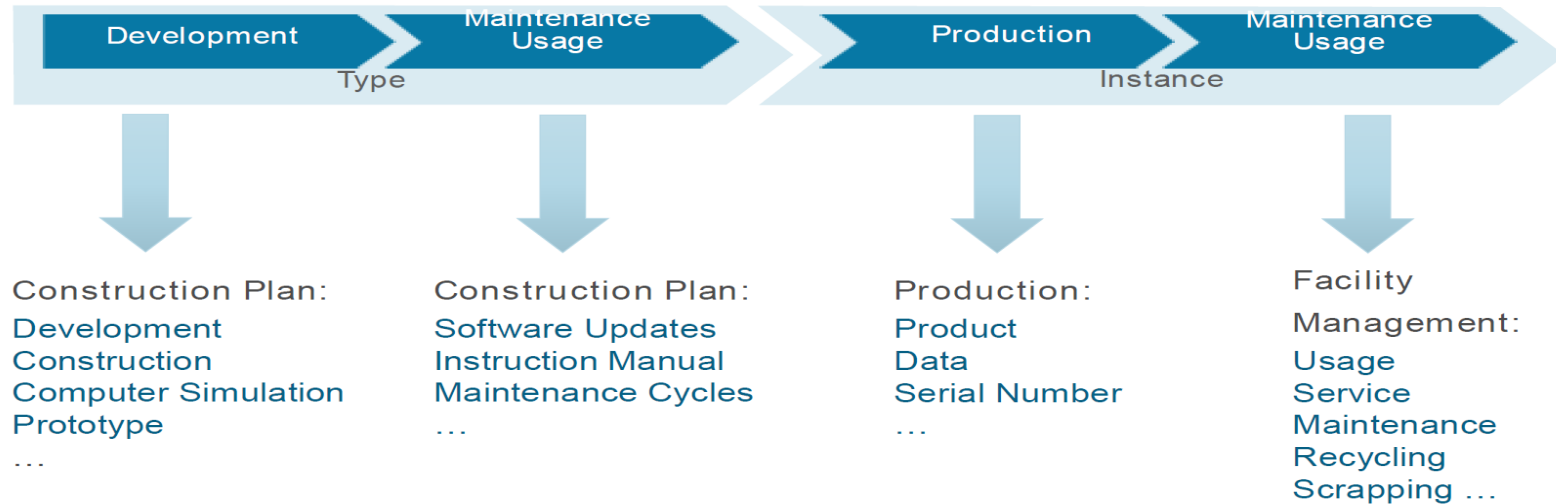 Development
Maintenance
Usage
Production
Maintenance
Usage
Type
Instance
Construction Plan:
Development
Construction
Computer Simulation
Prototype
...
Construction Plan:
Software Updates
Instruction Manual
Maintenance Cycles
...
Production:
Product
Data
Serial Number
...
Facility
Management:
Usage
Service
Maintenance
Recycling
Scrapping ...